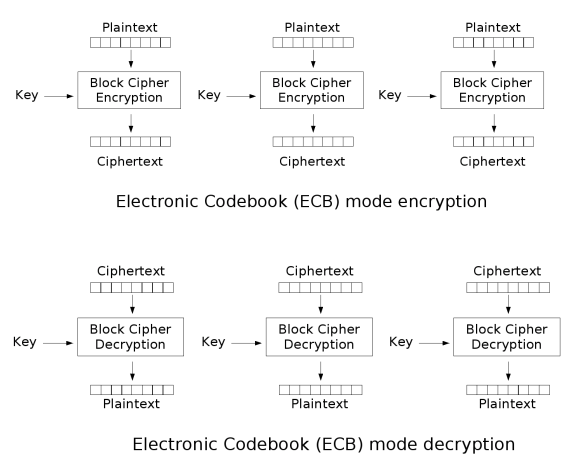 Plaintext Plaintext Plaintext
Key Block Cipher Encryption Key Block Cipher Encryption Key Block Cipher Encryption
Ciphertext Ciphertext Ciphertext
Electronic Codebook (ECB) mode encryption
Ciphertext Ciphertext Ciphertext
Key Block Cipher Decryption Key Block Cipher Decryption Key Block Cipher Decryption
Plaintext Plaintext Plaintext
Electronic Codebook (ECB) mode decryption